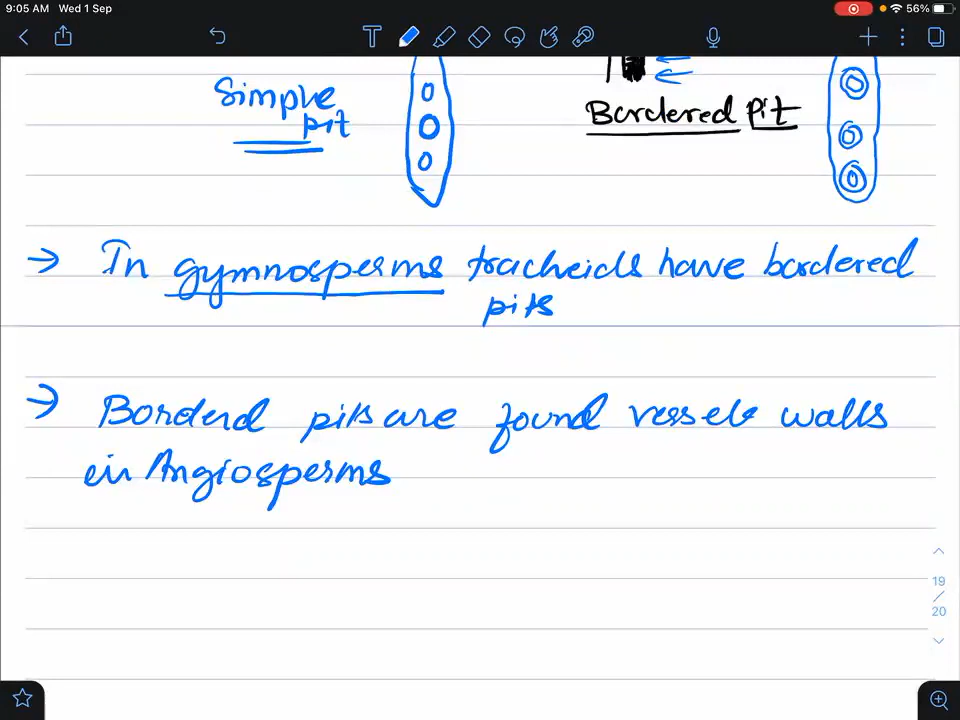 9:05 AM Wed 1 Sep
56%
T
Simple
pit
Bordered pit
→ In gymnosperms tracheids have bordered
pits
→ Borderd pits are found vessels walls
in Angiosperms
19
/
20